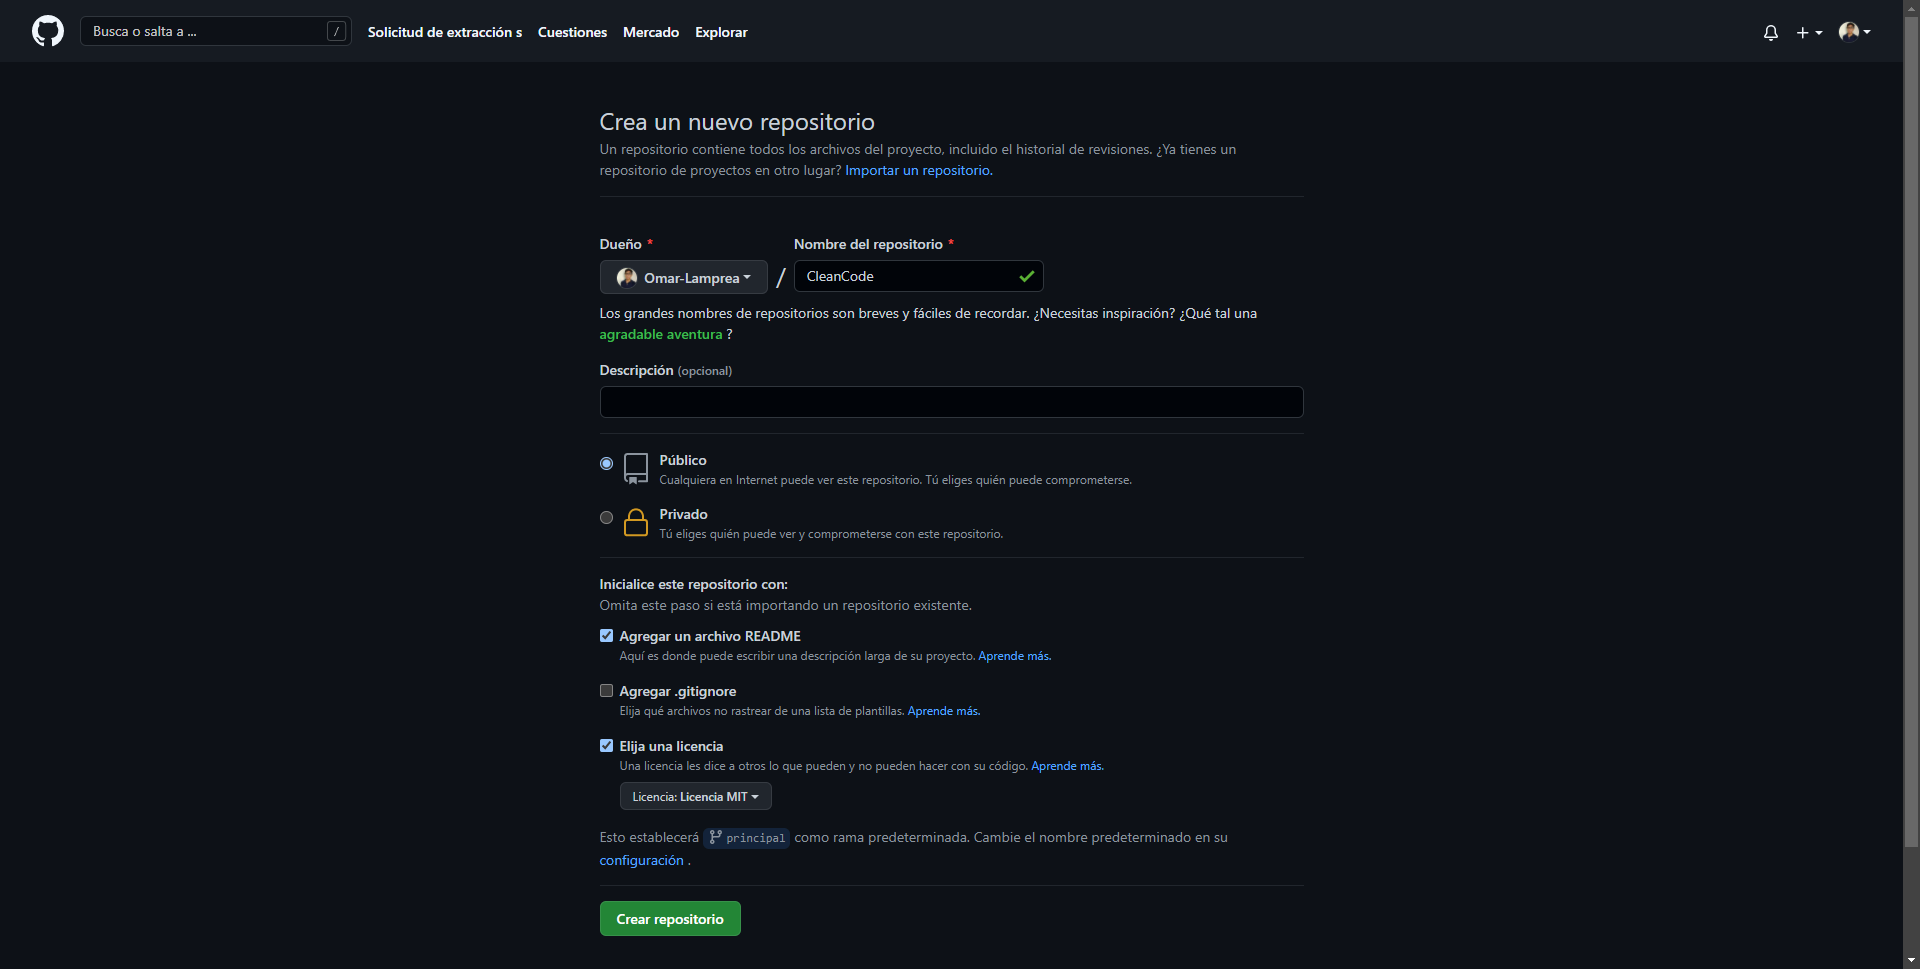 Busca o salta a ... /
Solicitud de extracción s Cuestiones Mercado Explorar
Crea un nuevo repositorio
Un repositorio contiene todos los archivos del proyecto, incluido el historial de revisiones. ¿Ya tienes un
repositorio de proyectos en otro lugar? Importar un repositorio.
Dueño * Nombre del repositorio *
Omar-Lamprea / CleanCode
Los grandes nombres de repositorios son breves y fáciles de recordar. ¿Necesitas inspiración? ¿Qué tal una
agradable aventura ?
Descripción (opcional)
Público
Cualquiera en Internet puede ver este repositorio. Tú eliges quién puede comprometerse.
Privado
Tú eliges quién puede ver y comprometerse con este repositorio.
Inicialice este repositorio con:
Omita este paso si está importando un repositorio existente.
Agregar un archivo README
Aquí es donde puede escribir una descripción larga de su proyecto. Aprende más.
Agregar .gitignore
Elija qué archivos no rastrear de una lista de plantillas. Aprende más.
Elija una licencia
Una licencia les dice a otros lo que pueden y no pueden hacer con su código. Aprende más.
Licencia: Licencia MIT
Esto establecerá principal como rama predeterminada. Cambie el nombre predeterminado en su
configuración .
Crear repositorio